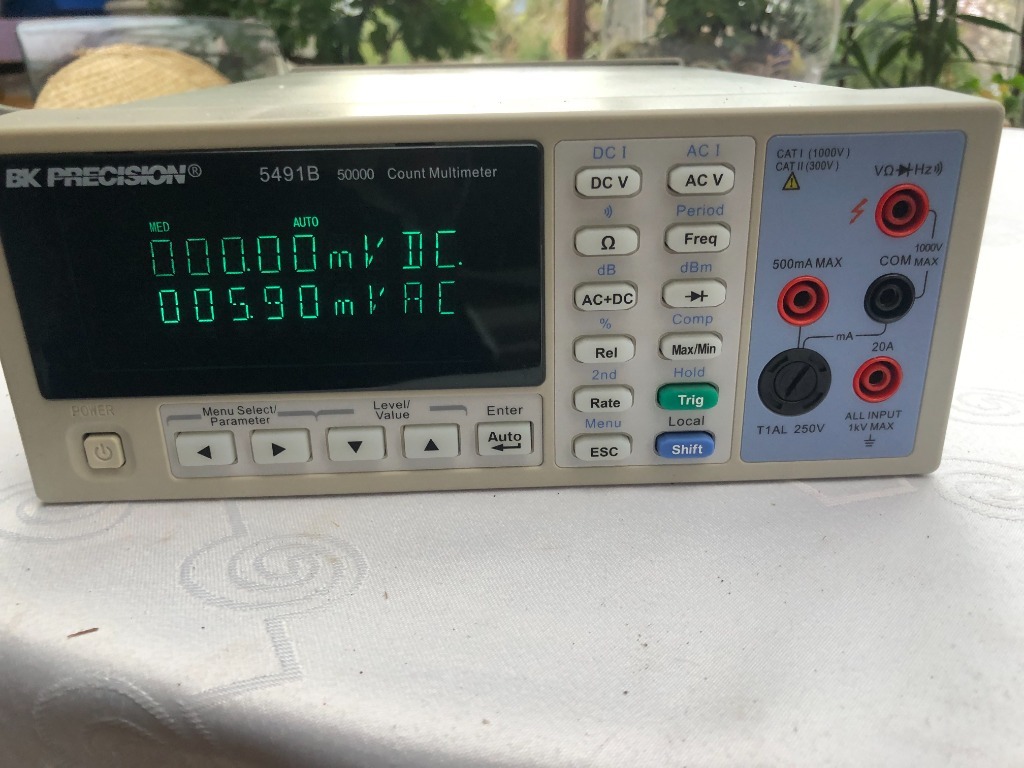 BK PRECISION® 5491B 50000 Count Multimeter
MED AUTO
000.00 mV DC
005.90 mV AC
POWER
Menu Select/
Parameter
Level/
Value
Enter
Auto
DC I AC I
DC V AC V
Period
Ω Freq
dB dBm
AC+DC
% Comp
Rel Max/Min
2nd Hold
Rate Trig
Menu Local
ESC Shift
CAT I (1000V)
CAT II (300V)
VΩ Hz
1000V
MAX
500mA MAX COM
mA
20A
T1AL 250V
ALL INPUT
1kV MAX